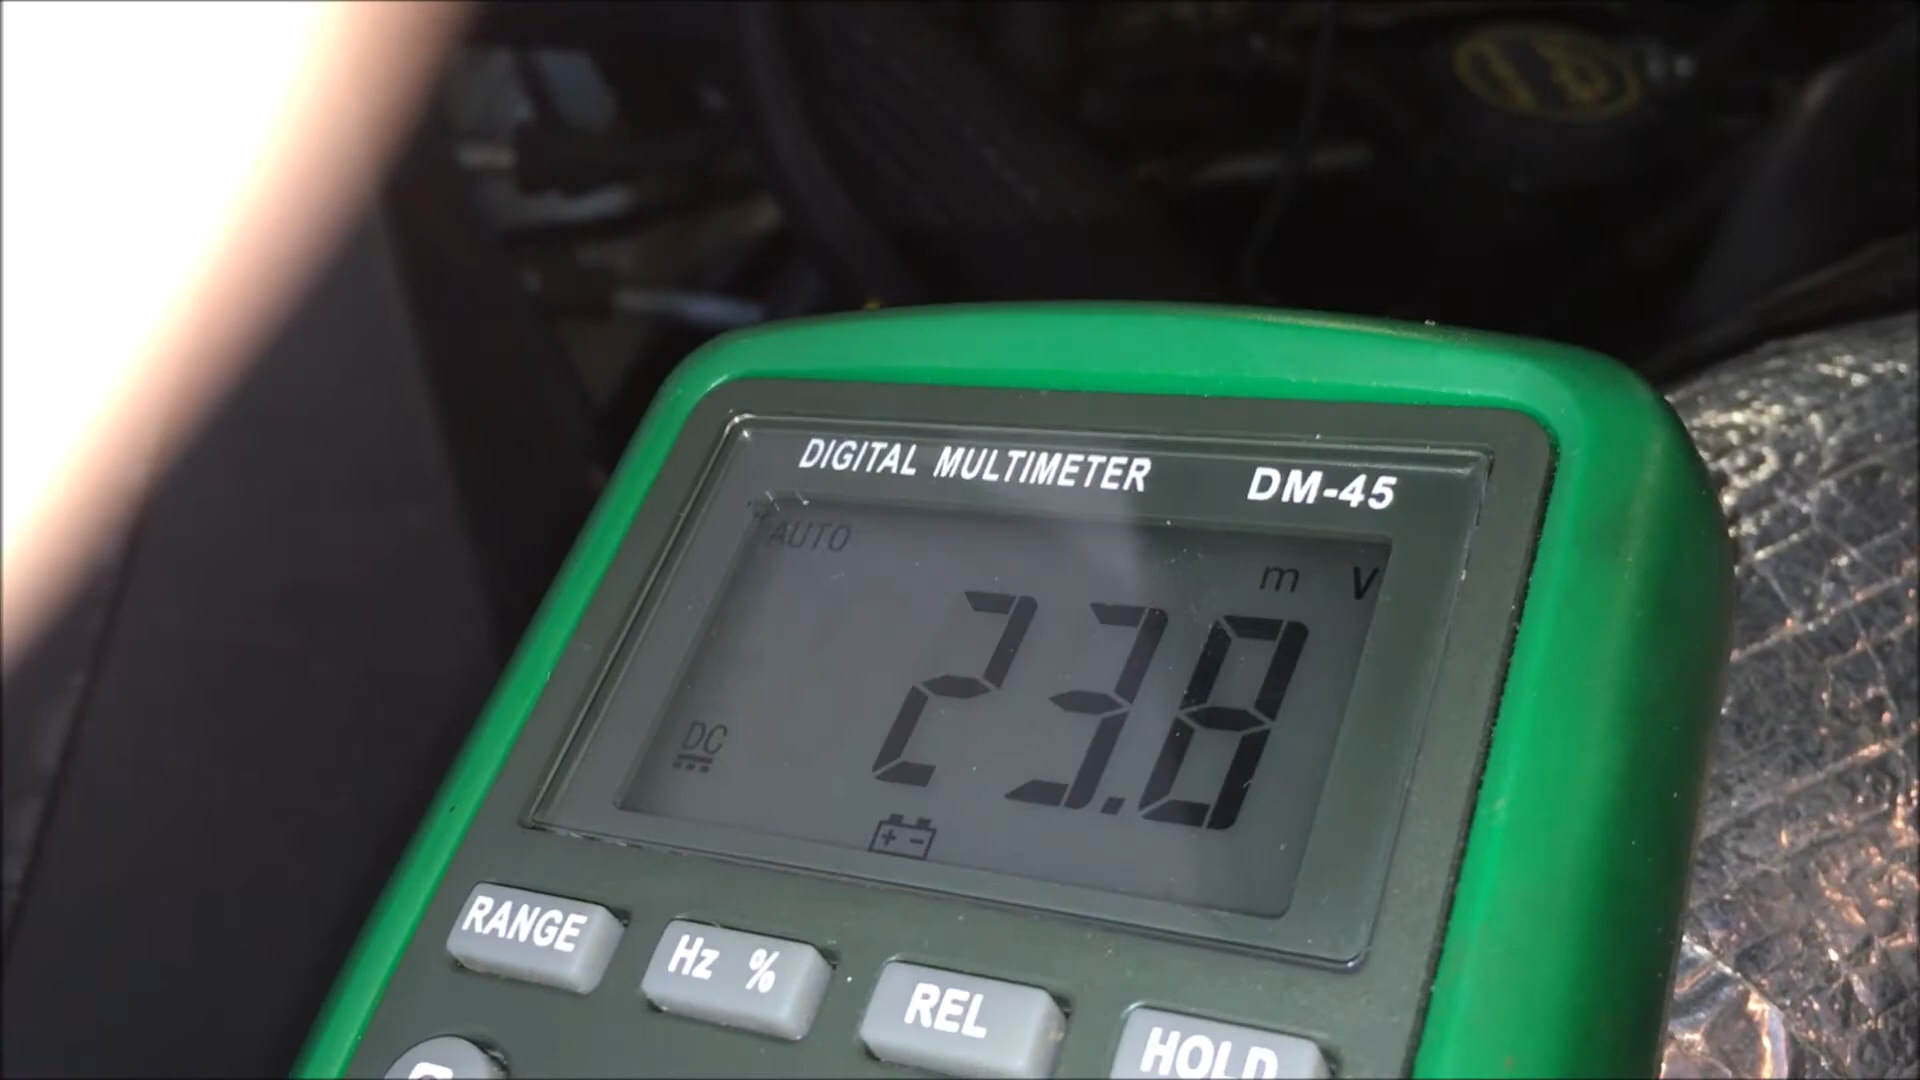 DIGITAL MULTIMETER DM-45
AUTO
m V
23.8
DC
+ -
RANGE
Hz %
REL
HOLD